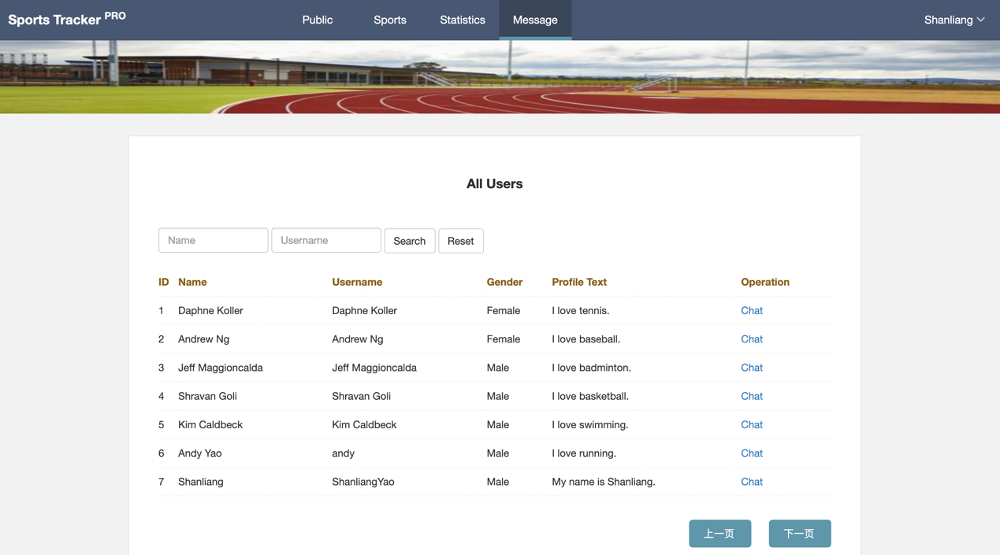 Sports Tracker PRO Public Sports Statistics Message Shanliang
All Users
Name Username Search Reset
ID Name Username Gender Profile Text Operation
1 Daphne Koller Daphne Koller Female I love tennis. Chat
2 Andrew Ng Andrew Ng Female I love baseball. Chat
3 Jeff Maggioncalda Jeff Maggioncalda Male I love badminton. Chat
4 Shravan Goli Shravan Goli Male I love basketball. Chat
5 Kim Caldbeck Kim Caldbeck Male I love swimming. Chat
6 Andy Yao andy Male I love running. Chat
7 Shanliang ShanliangYao Male My name is Shanliang. Chat
上一页 下一页